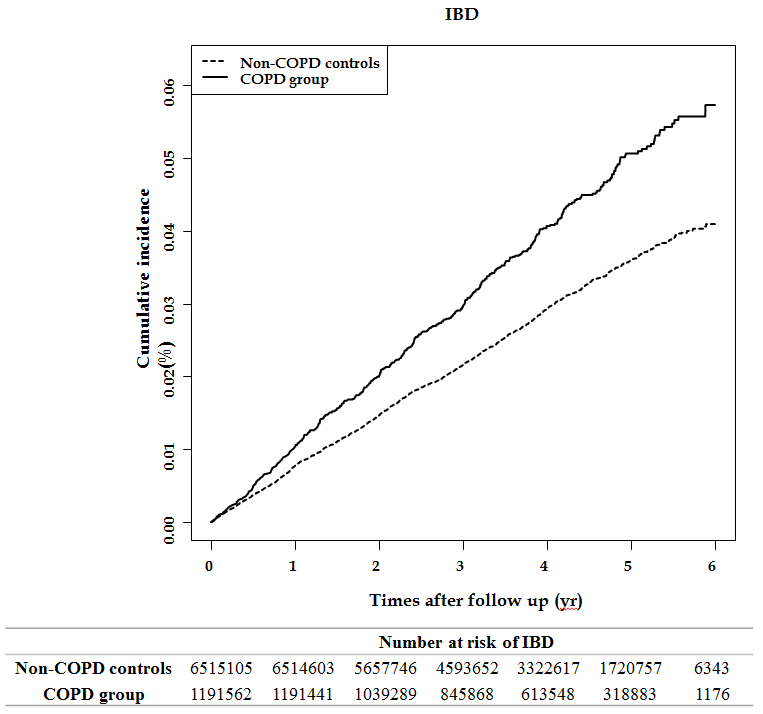 IBD
Non-COPD controls
COPD group
Cumulative incidence
(%)
0.06
0.05
0.04
0.03
0.02
0.01
0.00
0 1 2 3 4 5 6
Times after follow up (yr)
Number at risk of IBD
Non-COPD controls 6515105 6514603 5657746 4593652 3322617 1720757 6343
COPD group 1191562 1191441 1039289 845868 613548 318883 1176